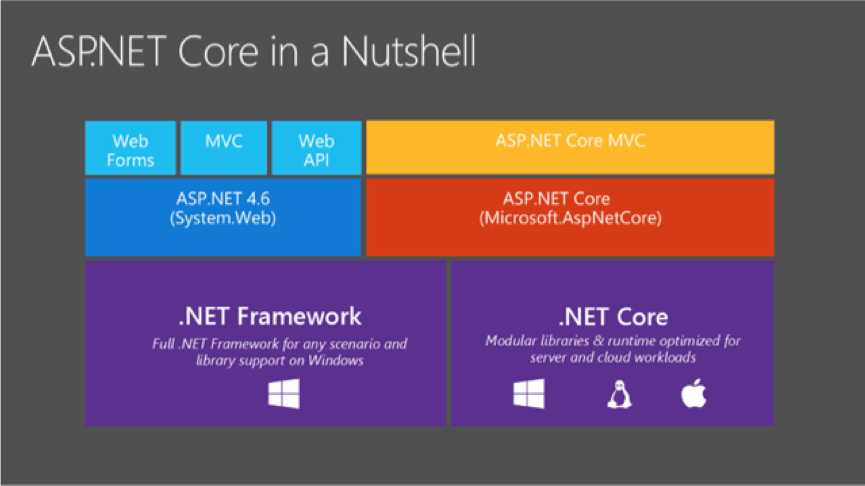 ASP.NET Core in a Nutshell
Web
Forms
MVC
Web
API
ASP.NET Core MVC
ASP.NET 4.6
(System.Web)
ASP.NET Core
(Microsoft.AspNetCore)
.NET Framework
Full .NET Framework for any scenario and
library support on Windows
.NET Core
Modular libraries & runtime optimized for
server and cloud workloads